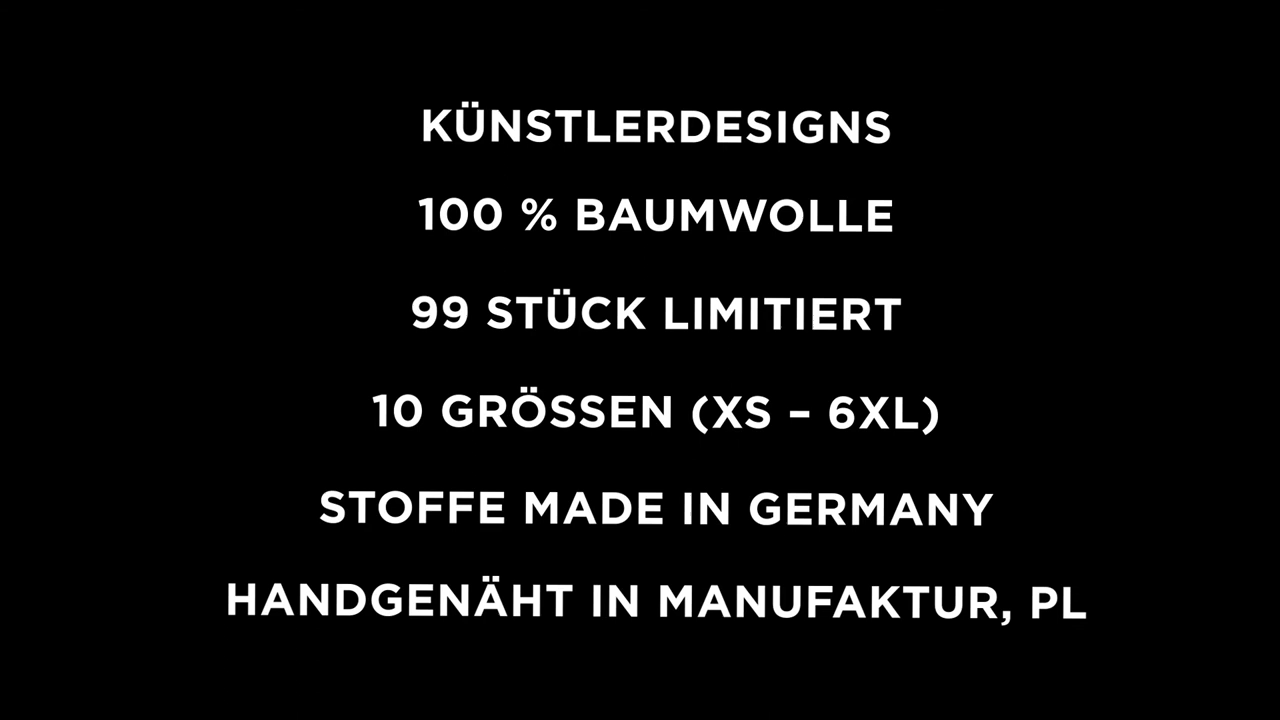 KÜNSTLERDESIGNS
100 % BAUMWOLLE
99 STÜCK LIMITIERT
10 GRÖSSEN (XS – 6XL)
STOFFE MADE IN GERMANY
HANDGENÄHT IN MANUFAKTUR, PL